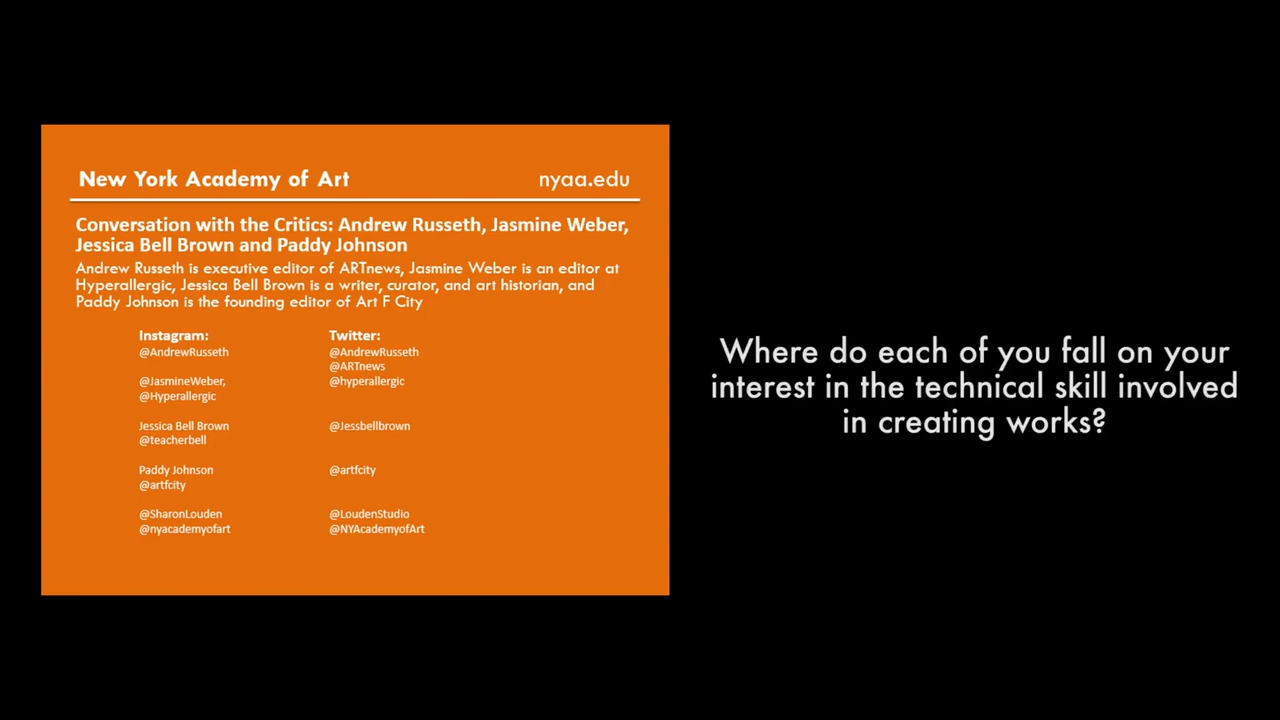 New York Academy of Art
nyaa.edu
Conversation with the Critics: Andrew Russeth, Jasmine Weber,
Jessica Bell Brown and Paddy Johnson
Andrew Russeth is executive editor of ARTnews, Jasmine Weber is an editor at
Hyperallergic, Jessica Bell Brown is a writer, curator, and art historian, and
Paddy Johnson is the founding editor of Art F City
Instagram:
@AndrewRusseth
@JasmineWeber,
@Hyperallergic
Jessica Bell Brown
@teacherbell
Paddy Johnson
@artfcity
@SharonLouden
@nyacademyofart
Twitter:
@AndrewRusseth
@ARTnews
@hyperallergic
@Jessbellbrown
@artfcity
@LoudenStudio
@NYAcademyofArt
Where do each of you fall on your
interest in the technical skill involved
in creating works?